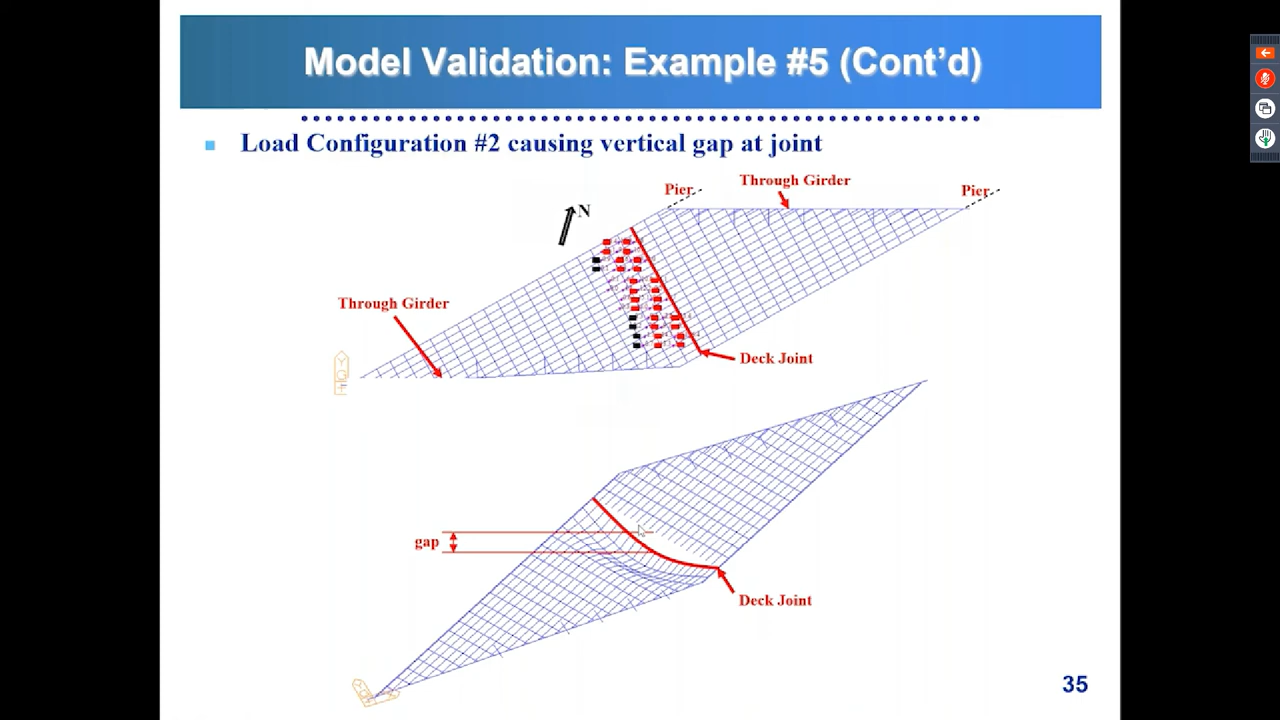 Model Validation: Example #5 (Cont'd)
Load Configuration #2 causing vertical gap at joint
Through Girder
Pier
Pier
N
Through Girder
Deck Joint
gap
Deck Joint
35